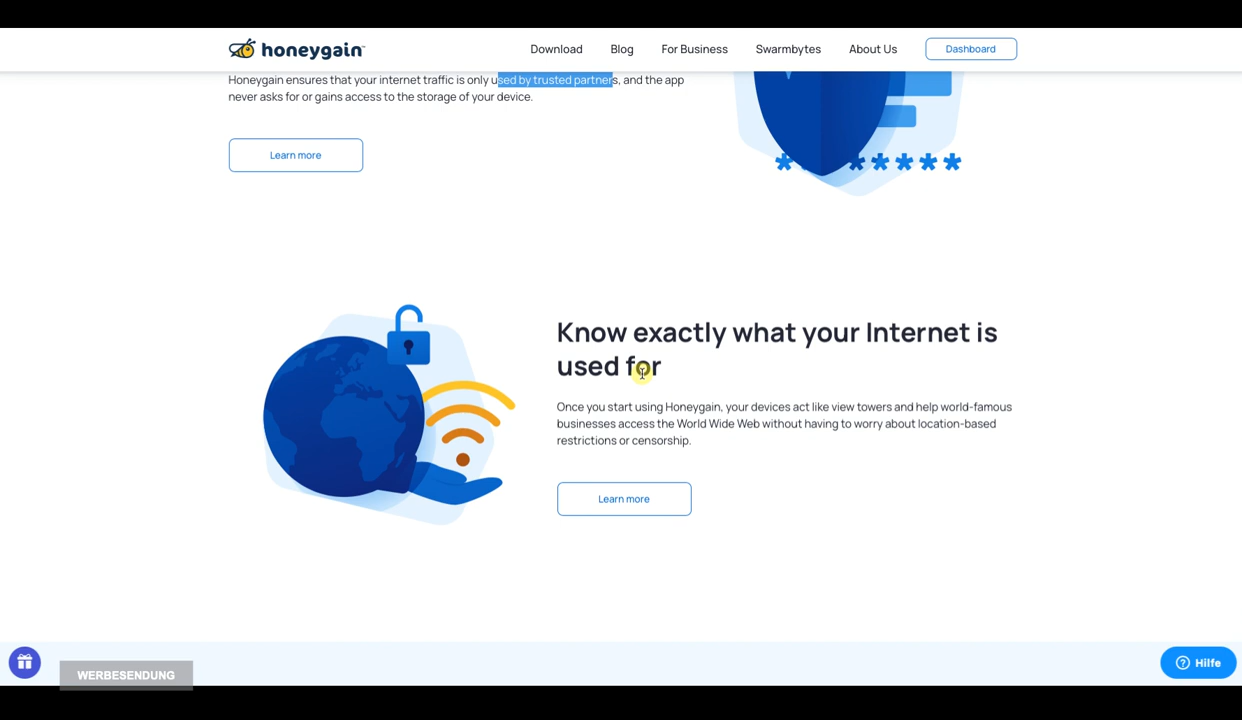 honeygain
Download Blog For Business Swarmbytes About Us Dashboard
Honeygain ensures that your internet traffic is only used by trusted partners, and the app
never asks for or gains access to the storage of your device.
Learn more
Know exactly what your Internet is
used for
Once you start using Honeygain, your devices act like view towers and help world-famous
businesses access the World Wide Web without having to worry about location-based
restrictions or censorship.
Learn more
WERBESENDUNG
Hilfe